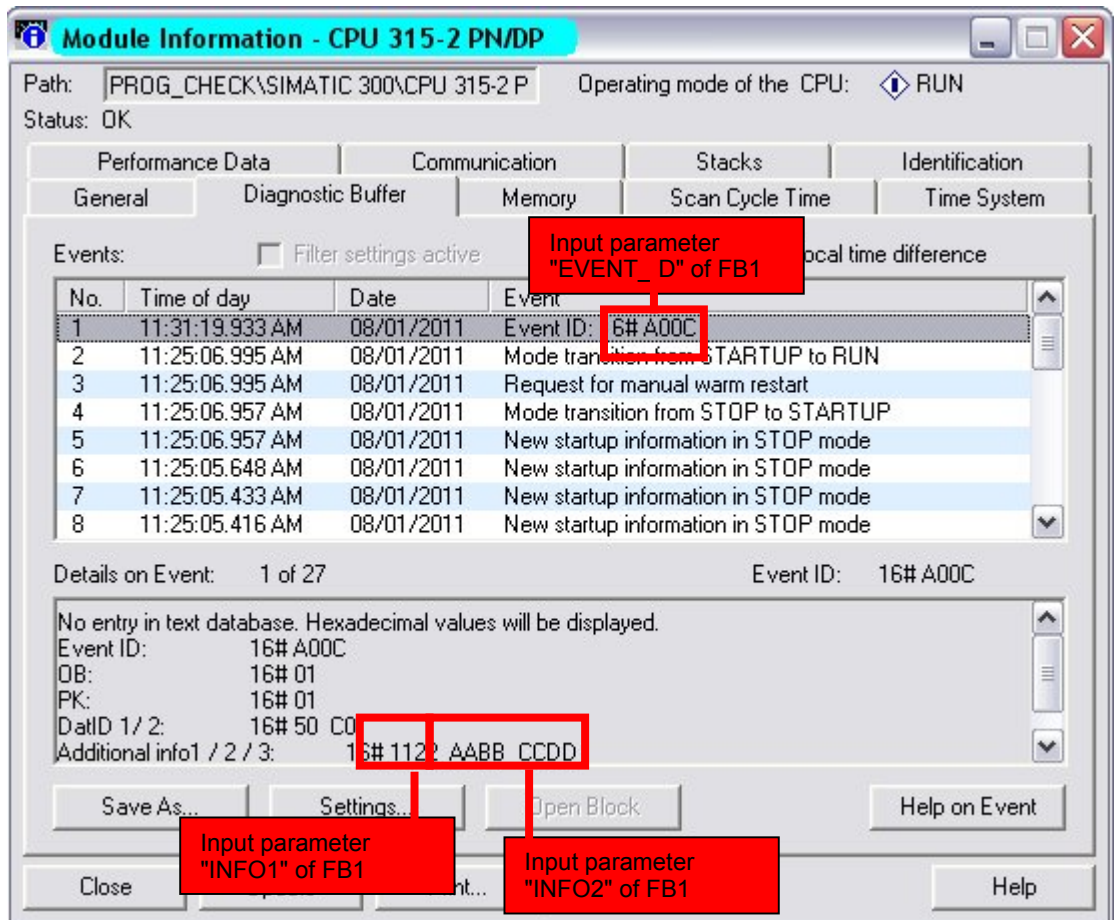 Module Information - CPU 315-2 PN/DP
Path: PROG_CHECK\SIMATIC 300\CPU 315-2 P Operating mode of the CPU: RUN
Status: OK
Performance Data Communication Stacks Identification
General Diagnostic Buffer Memory Scan Cycle Time Time System
Input parameter
"EVENT_ D" of FB1
Events: Filter settings active ocal time difference
No. Time of day Date Event
1 11:31:19.933 AM 08/01/2011 Event ID: 6# A00C
2 11:25:06.995 AM 08/01/2011 Mode transition from STARTUP to RUN
3 11:25:06.995 AM 08/01/2011 Request for manual warm restart
4 11:25:06.957 AM 08/01/2011 Mode transition from STOP to STARTUP
5 11:25:06.957 AM 08/01/2011 New startup information in STOP mode
6 11:25:05.648 AM 08/01/2011 New startup information in STOP mode
7 11:25:05.433 AM 08/01/2011 New startup information in STOP mode
8 11:25:05.416 AM 08/01/2011 New startup information in STOP mode
Details on Event: 1 of 27 Event ID: 16# A00C
No entry in text database. Hexadecimal values will be displayed.
Event ID: 16# A00C
OB: 16# 01
PK: 16# 01
DatID 1/ 2: 16# 50 C0
Additional info1 / 2 / 3: 16# 1122 AABB CCDD
Save As... Settings... Open Block Help on Event
Input parameter
"INFO1" of FB1
Input parameter
"INFO2" of FB1
Close Help